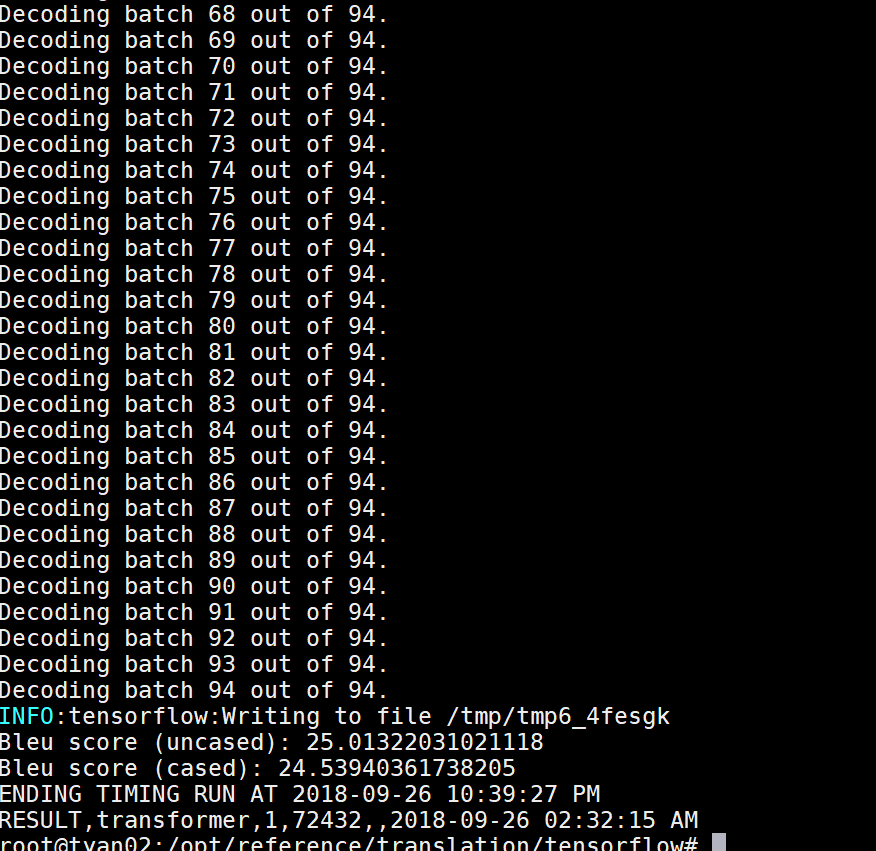 Decoding batch 68 out of 94.
Decoding batch 69 out of 94.
Decoding batch 70 out of 94.
Decoding batch 71 out of 94.
Decoding batch 72 out of 94.
Decoding batch 73 out of 94.
Decoding batch 74 out of 94.
Decoding batch 75 out of 94.
Decoding batch 76 out of 94.
Decoding batch 77 out of 94.
Decoding batch 78 out of 94.
Decoding batch 79 out of 94.
Decoding batch 80 out of 94.
Decoding batch 81 out of 94.
Decoding batch 82 out of 94.
Decoding batch 83 out of 94.
Decoding batch 84 out of 94.
Decoding batch 85 out of 94.
Decoding batch 86 out of 94.
Decoding batch 87 out of 94.
Decoding batch 88 out of 94.
Decoding batch 89 out of 94.
Decoding batch 90 out of 94.
Decoding batch 91 out of 94.
Decoding batch 92 out of 94.
Decoding batch 93 out of 94.
Decoding batch 94 out of 94.
INFO:tensorflow:Writing to file /tmp/tmp6_4fesgk
Bleu score (uncased): 25.01322031021118
Bleu score (cased): 24.53940361738205
ENDING TIMING RUN AT 2018-09-26 10:39:27 PM
RESULT,transformer,1,72432,,2018-09-26 02:32:15 AM
root@tyan02:/opt/reference/translation/tensorflow#